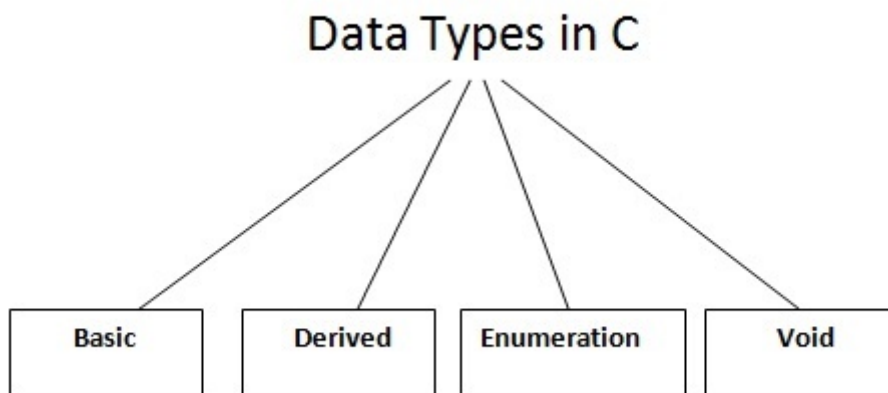 Data Types in C
Basic
Derived
Enumeration
Void